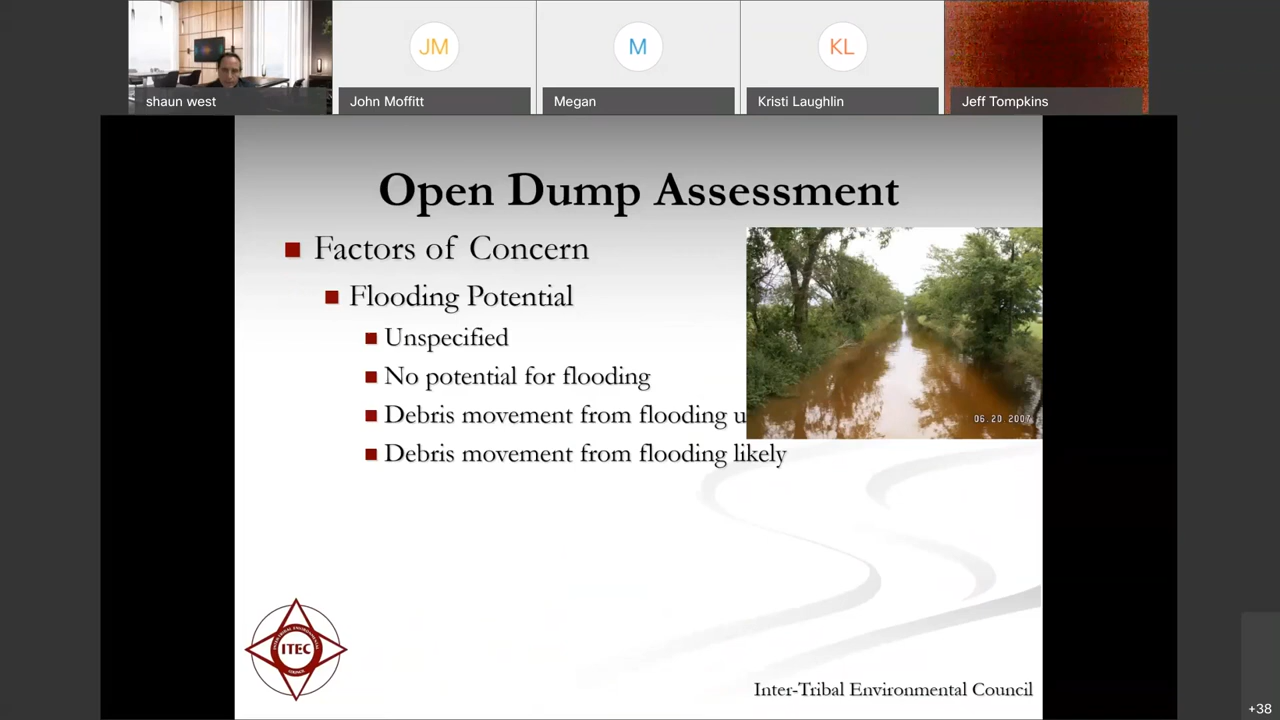 JM
M
KL
shaun west
John Moffitt
Megan
Kristi Laughlin
Jeff Tompkins
Open Dump Assessment
Factors of Concern
Flooding Potential
Unspecified
No potential for flooding
Debris movement from flooding u
Debris movement from flooding likely
06.20.2007
ITEC
Inter-Tribal Environmental Council
+38